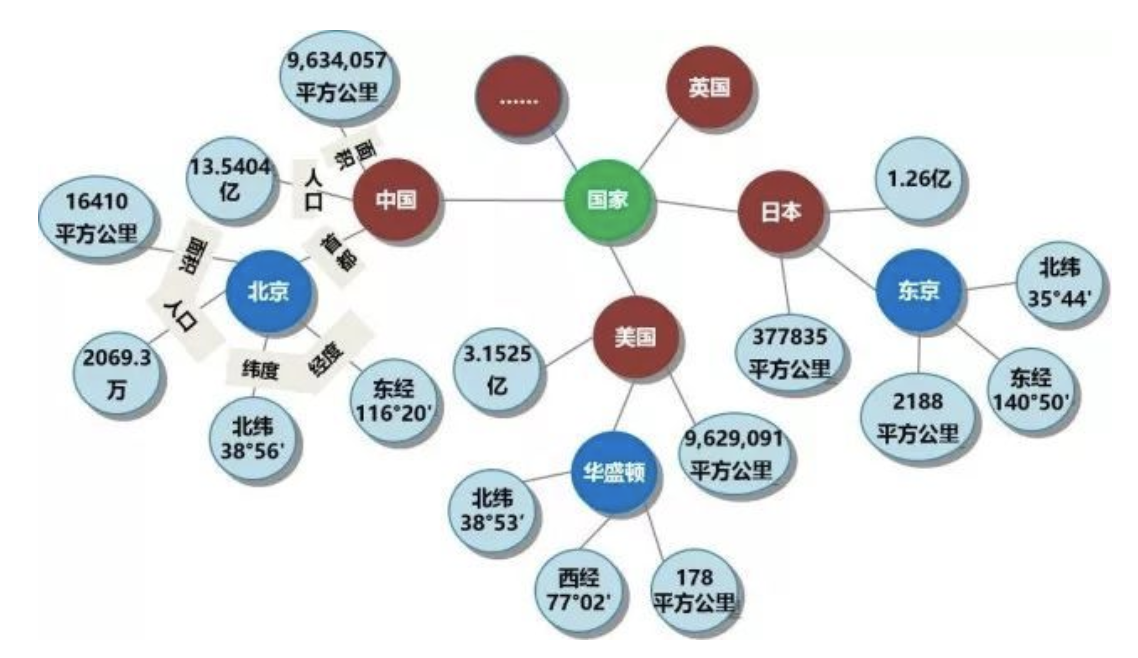 9,634,057
平方公里
......
英国
面积
13.5404
亿
人口
中国
国家
日本
1.26亿
16410
平方公里
面积
首都
北京
人口
东京
北纬
35°44'
2069.3
万
纬度
经度
东经
116°20'
北纬
38°56'
美国
3.1525
亿
377835
平方公里
2188
平方公里
东经
140°50'
华盛顿
9,629,091
平方公里
北纬
38°53'
西经
77°02'
178
平方公里